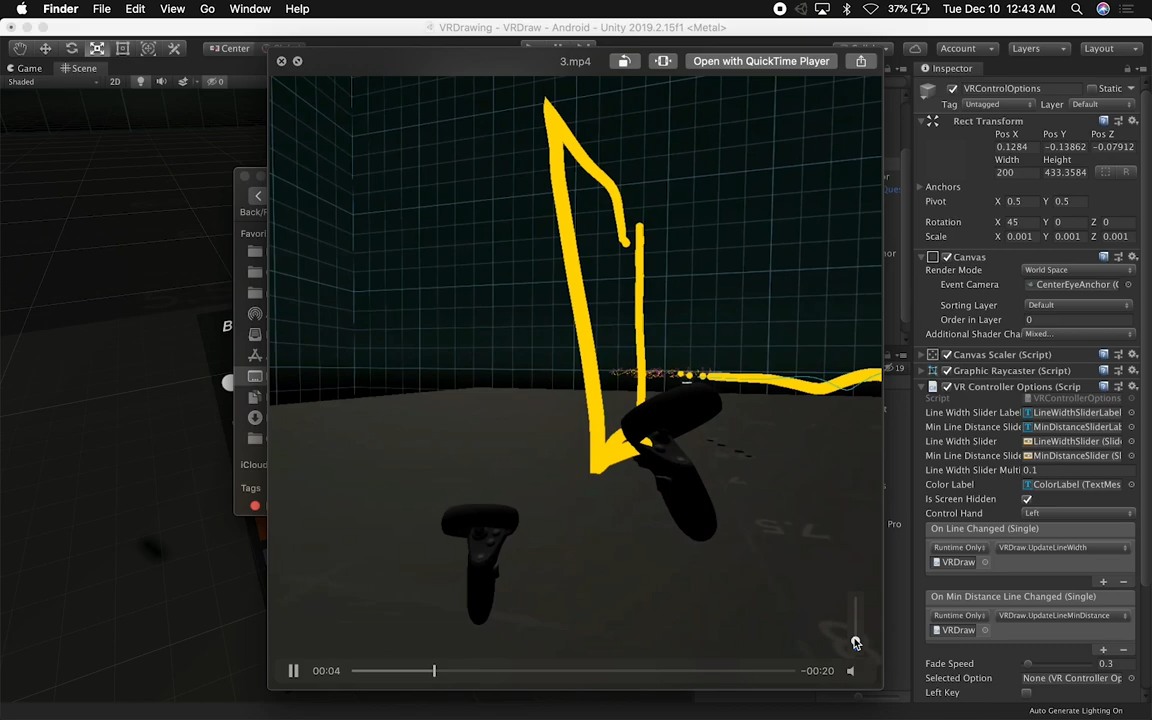 Finder File Edit View Go Window Help 37% Tue Dec 10 12:43 AM
VRDrawing - VRDraw - Android - Unity 2019.2.15f1 <Metal>
Center Account Layers Layout
Game Scene
Shaded 2D 0
3.mp4 Open with QuickTime Player
Inspector
VRControlOptions Static
Tag Untagged Layer Default
Rect Transform
Pos X Pos Y Pos Z
0.1284 -0.13862 -0.07912
Width Height
200 433.3584
R
Anchors
Pivot X 0.5 Y 0.5
Rotation X 45 Y 0 Z 0
Scale X 0.001 Y 0.001 Z 0.001
Canvas
Render Mode World Space
Event Camera CenterEyeAnchor (C
Sorting Layer Default
Order in Layer 0
Additional Shader Cha Mixed...
Canvas Scaler (Script)
Graphic Raycaster (Script)
VR Controller Options (Scrip
Script VRControllerOptions
Line Width Slider Label LineWidthSliderLabel
Min Line Distance Slide MinDistanceSliderLab
Line Width Slider LineWidthSlider (Slide
Min Line Distance Slide MinDistanceSlider (Sl
Line Width Slider Multi 0.1
Color Label ColorLabel (TextMes
Is Screen Hidden
Control Hand Left
On Line Changed (Single)
Runtime Only VRDraw.UpdateLineWidth
VRDraw
On Min Distance Line Changed (Single)
Runtime Only VRDraw.UpdateLineMinDistance
VRDraw
Fade Speed 0.3
Selected Option None (VR Controller Op
Left Key
Auto Generate Lighting On
Back/F
Favori
iCloud
Tags
19
Pro
00:04 -00:20